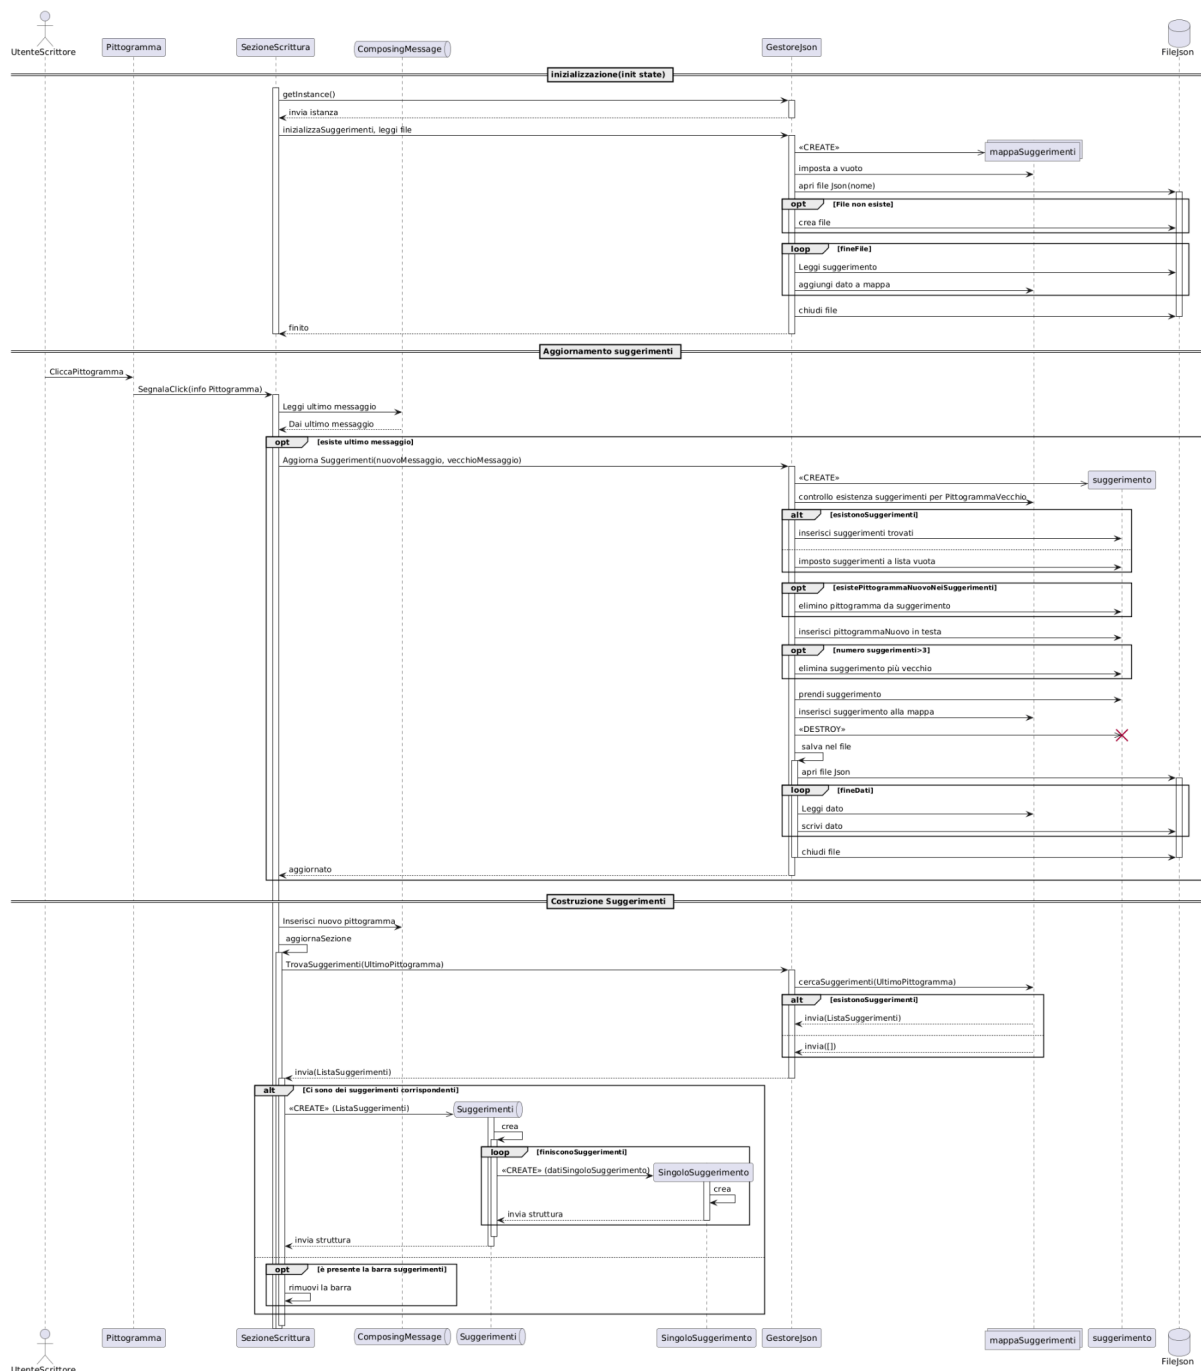 UtenteScrittore
Pittogramma
SezioneScrittura
ComposingMessage
GestoreJson
FileJson
inizializzazione(init state)
getInstance()
invia istanza
inizializzaSuggerimenti, leggi file
«CREATE»
mappaSuggerimenti
imposta a vuoto
apri file Json(nome)
opt [File non esiste]
crea file
loop [fineFile]
Leggi suggerimento
aggiungi dato a mappa
chiudi file
finito
Aggiornamento suggerimenti
CliccaPittogramma
SegnalaClick(info Pittogramma)
Leggi ultimo messaggio
Dai ultimo messaggio
opt [esiste ultimo messaggio]
Aggiorna Suggerimenti(nuovoMessaggio, vecchioMessaggio)
«CREATE»
suggerimento
controllo esistenza suggerimenti per PittogrammaVecchio
alt [esistonoSuggerimenti]
inserisci suggerimenti trovati
imposto suggerimenti a lista vuota
opt [esistePittogrammaNuovoNeiSuggerimenti]
elimino pittogramma da suggerimento
inserisci pittogrammaNuovo in testa
opt [numero suggerimenti>3]
elimina suggerimento più vecchio
prendi suggerimento
inserisci suggerimento alla mappa
«DESTROY»
salva nel file
apri file Json
loop [fineDati]
Leggi dato
scrivi dato
chiudi file
aggiornato
Costruzione Suggerimenti
Inserisci nuovo pittogramma
aggiornaSezione
TrovaSuggerimenti(UltimoPittogramma)
cercaSuggerimenti(UltimoPittogramma)
alt [esistonoSuggerimenti]
invia(ListaSuggerimenti)
invia([])
invia(ListaSuggerimenti)
alt [Ci sono dei suggerimenti corrispondenti]
«CREATE» (ListaSuggerimenti)
Suggerimenti
crea
loop [finisconoSuggerimenti]
«CREATE» (datiSingoloSuggerimento)
SingoloSuggerimento
crea
invia struttura
invia struttura
opt [è presente la barra suggerimenti]
rimuovi la barra
UtenteScrittore
Pittogramma
SezioneScrittura
ComposingMessage
Suggerimenti
SingoloSuggerimento
GestoreJson
mappaSuggerimenti
suggerimento
FileJson